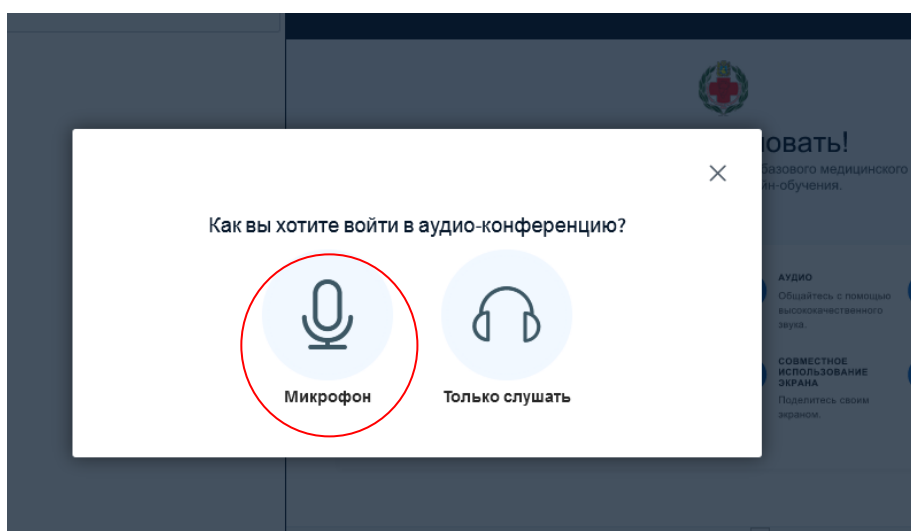 овать!
базового медицинского
йн-обучения.
Как вы хотите войти в аудио-конференцию?
Микрофон
Только слушать
АУДИО
Общайтесь с помощью
высококачественного
звука.
СОВМЕСТНОЕ
ИСПОЛЬЗОВАНИЕ
ЭКРАНА
Поделитесь своим
экраном.